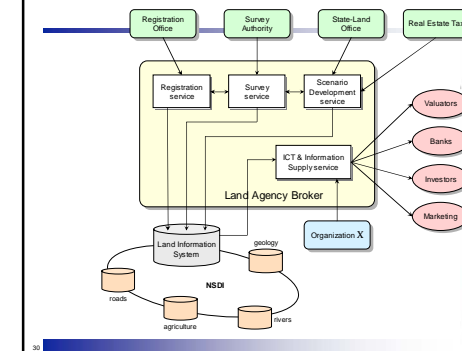 Registration
Office
Survey
Authority
State-Land
Office
Real Estate Tax
Registration
service
Survey
service
Scenario
Development
service
Valuators
Banks
ICT & Information
Supply service
Investors
Land Agency Broker
Marketing
Organization X
Land Information
System
geology
NSDI
roads
agriculture
rivers
30